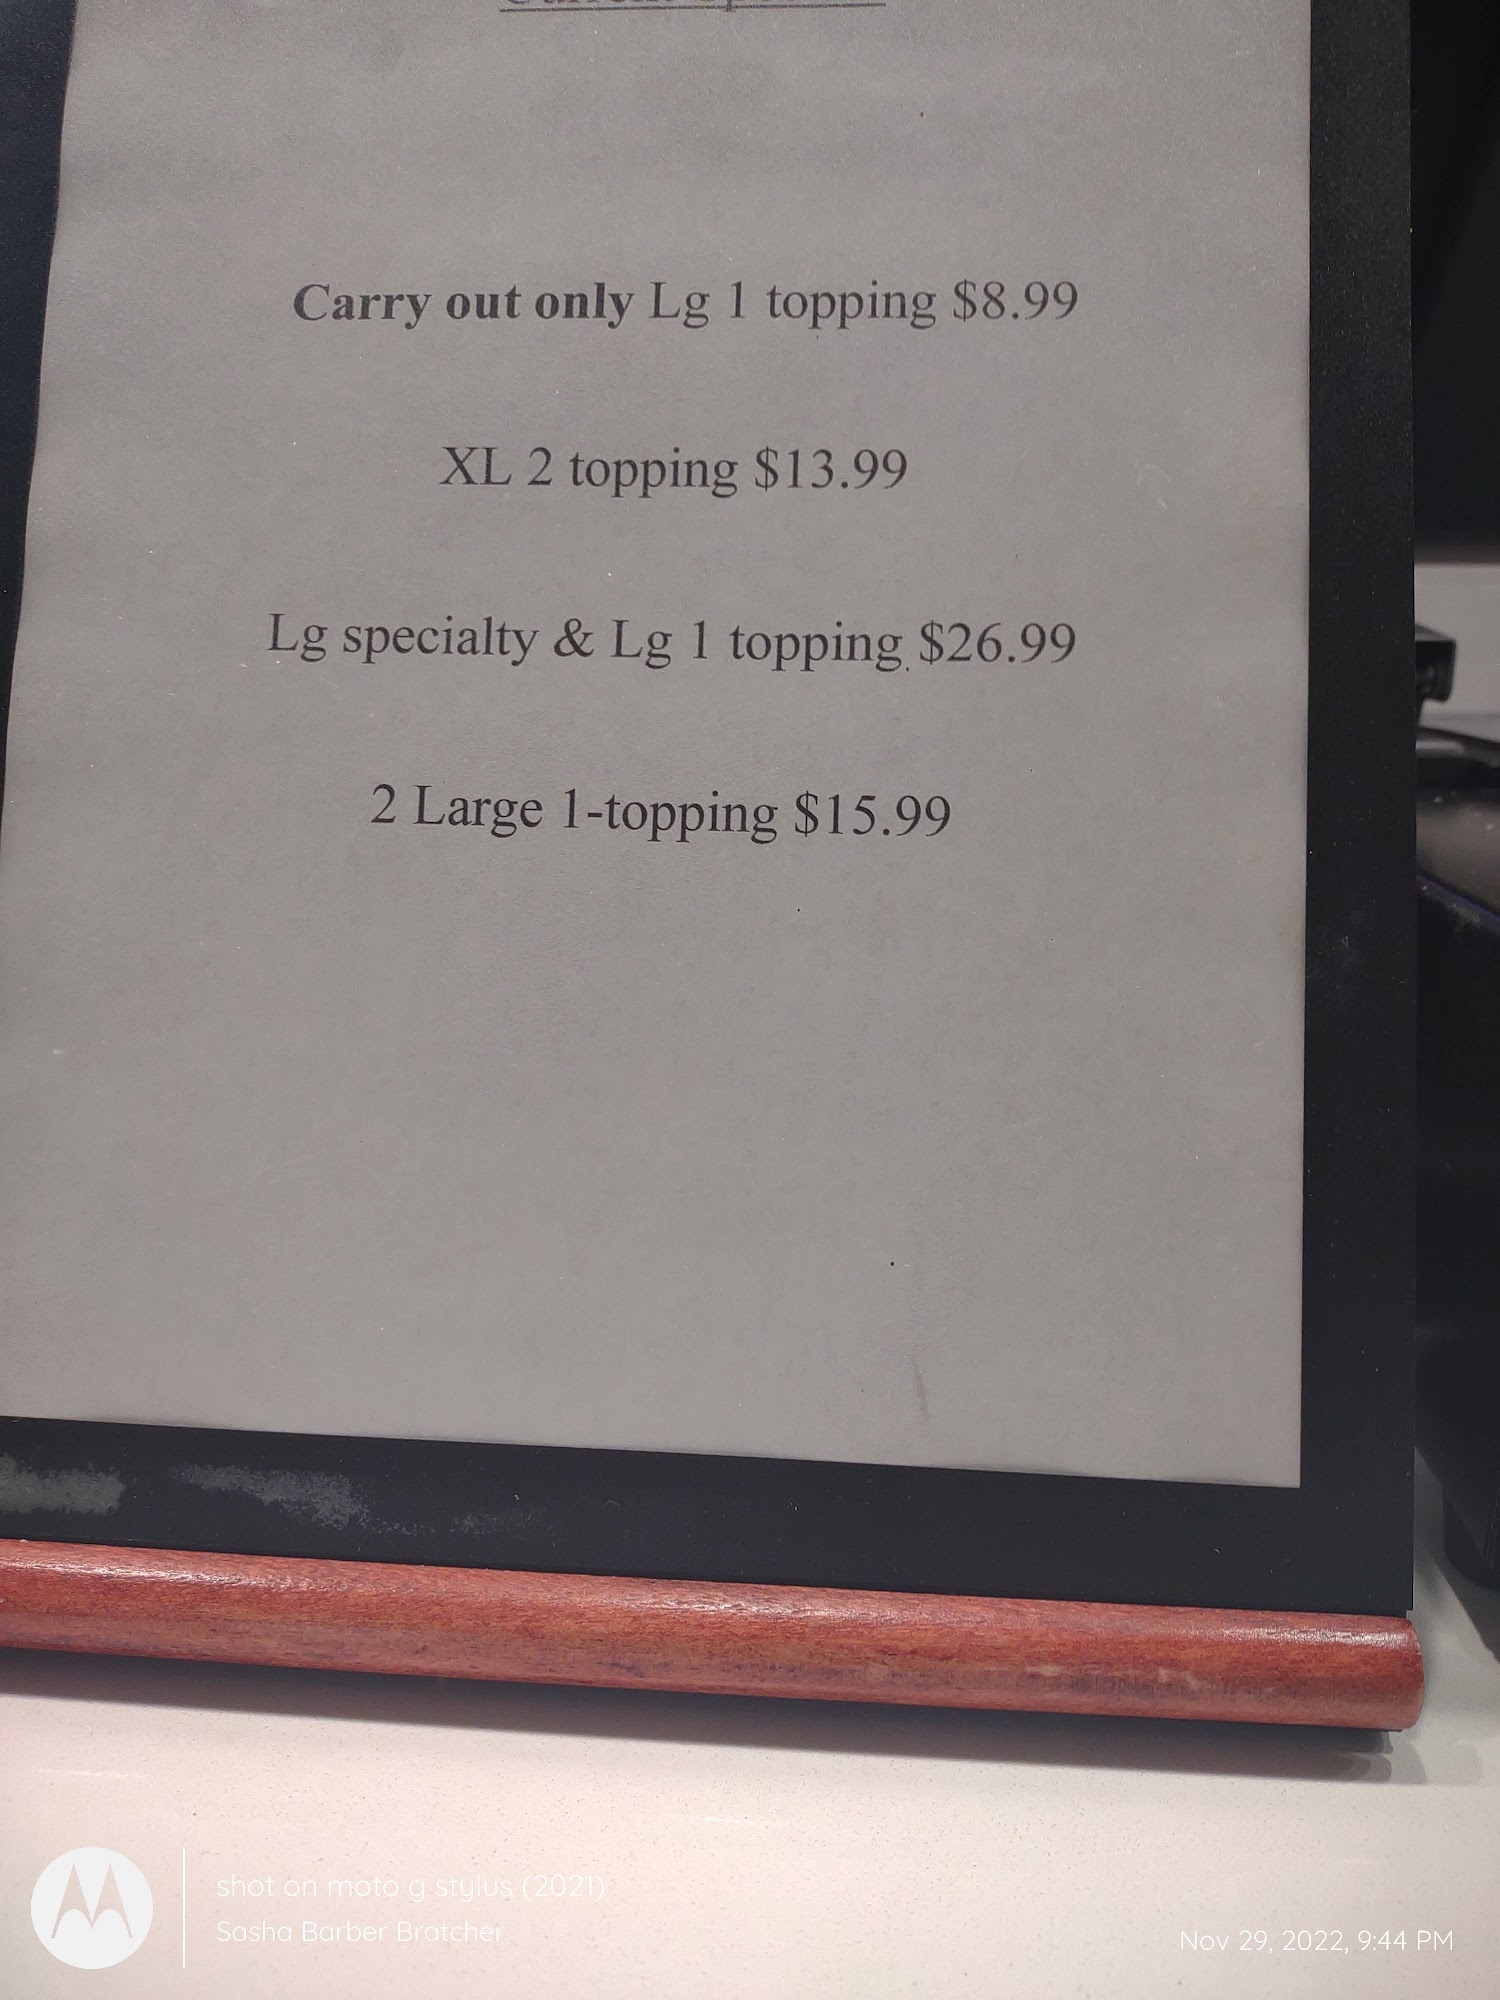 Carry out only Lg 1 topping $8.99
XL 2 topping $13.99
Lg specialty & Lg 1 topping $26.99
2 Large 1-topping $15.99
shot on moto g stylus (2021)
Sasha Barber Bratcher
Nov 29, 2022, 9:44 PM